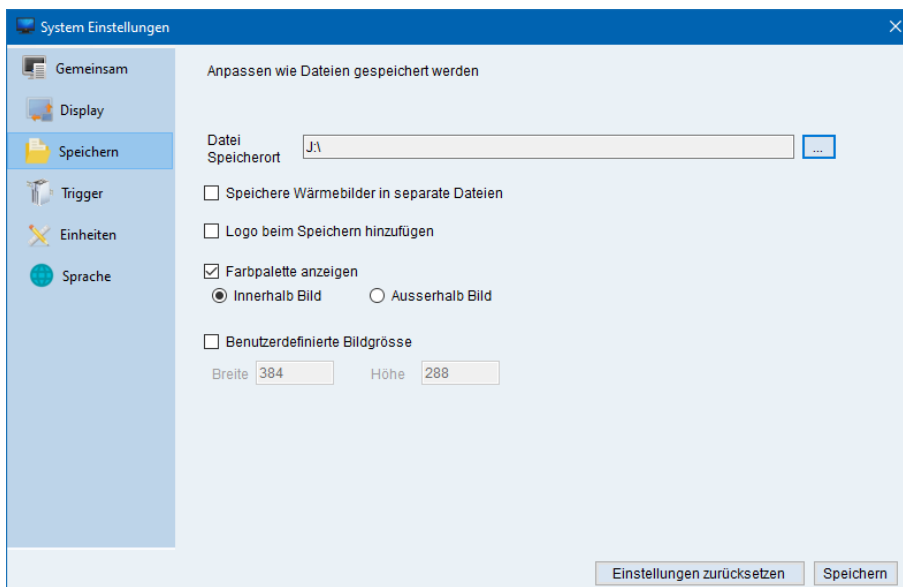 System Einstellungen
Gemeinsam
Display
Speichern
Trigger
Einheiten
Sprache
Anpassen wie Dateien gespeichert werden
Datei
Speicherort
J:\
...
Speichere Wärmebilder in separate Dateien
Logo beim Speichern hinzufügen
Farbpalette anzeigen
Innerhalb Bild
Ausserhalb Bild
Benutzerdefinierte Bildgrösse
Breite 384
Höhe 288
Einstellungen zurücksetzen
Speichern